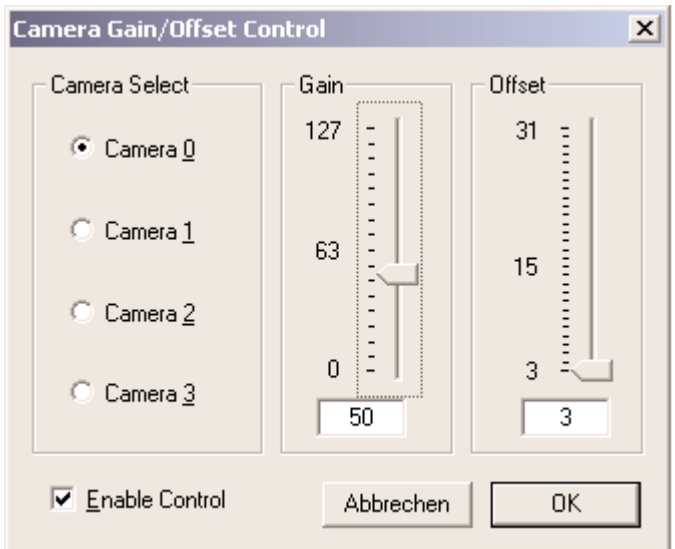 Camera Gain/Offset Control
Camera Select
Camera 0
Camera 1
Camera 2
Camera 3
Gain
127
63
0
50
Offset
31
15
3
3
Enable Control
Abbrechen
OK